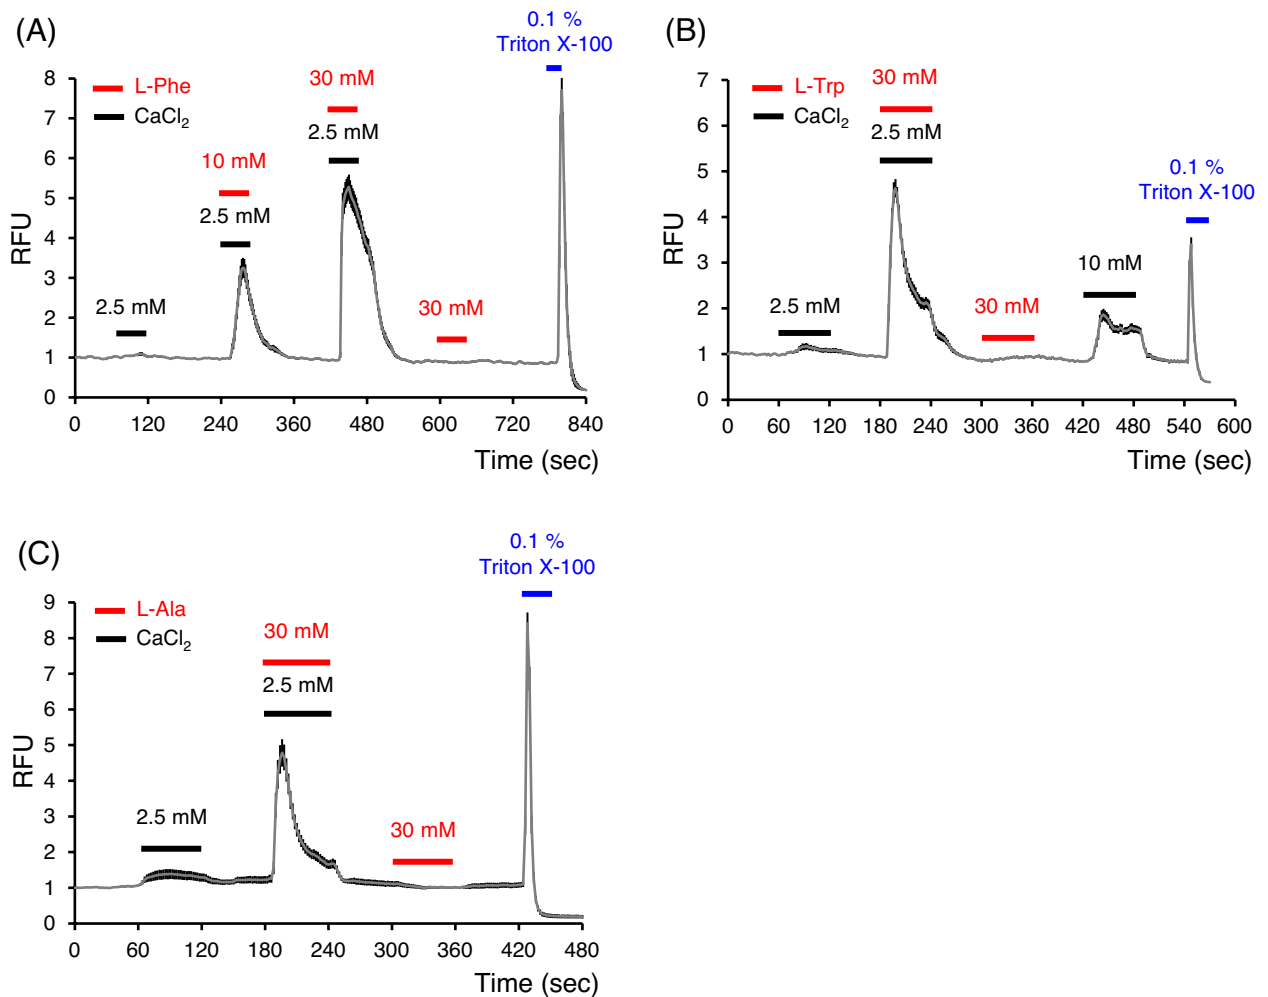 (A)
0.1 %
Triton X-100
L-Phe
CaCl₂
30 mM
2.5 mM
10 mM
2.5 mM
2.5 mM
30 mM
8
7
6
5
4
3
2
1
0
RFU
0 120 240 360 480 600 720 840
Time (sec)
(B)
L-Trp
CaCl₂
30 mM
2.5 mM
0.1 %
Triton X-100
10 mM
2.5 mM
30 mM
7
6
5
4
3
2
1
0
RFU
0 60 120 180 240 300 360 420 480 540 600
Time (sec)
(C)
0.1 %
Triton X-100
L-Ala
CaCl₂
30 mM
2.5 mM
2.5 mM
30 mM
9
8
7
6
5
4
3
2
1
0
RFU
0 60 120 180 240 300 360 420 480
Time (sec)